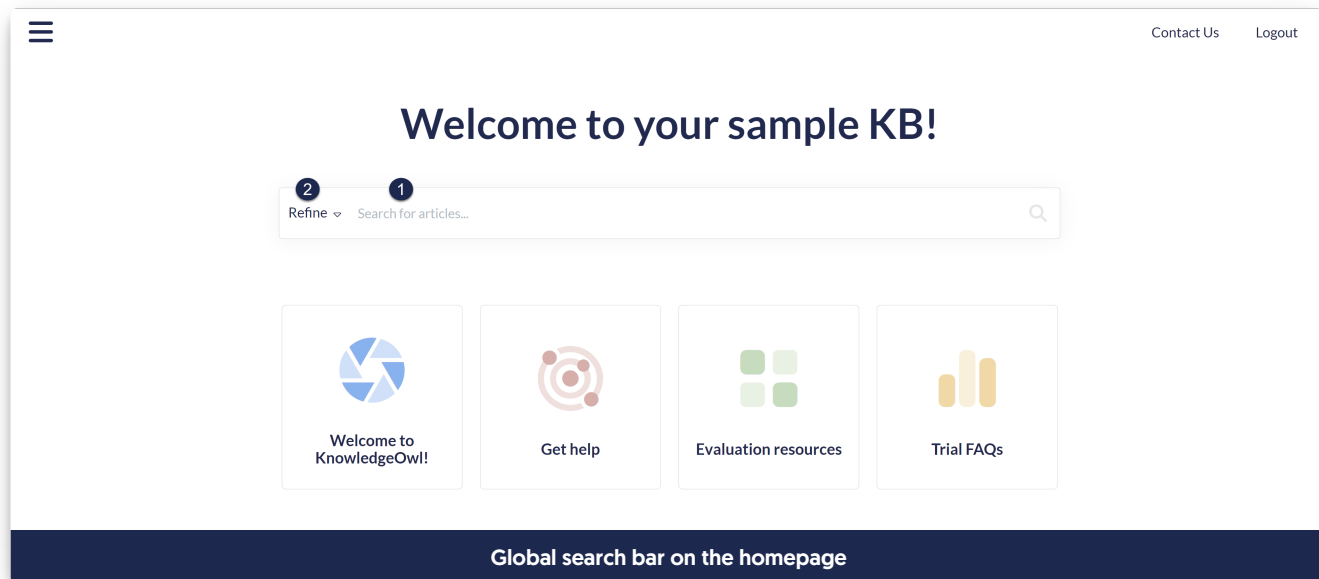 Contact Us Logout
Welcome to your sample KB!
2 1
Refine Search for articles...
Welcome to
KnowledgeOwl!
Get help
Evaluation resources
Trial FAQs
Global search bar on the homepage